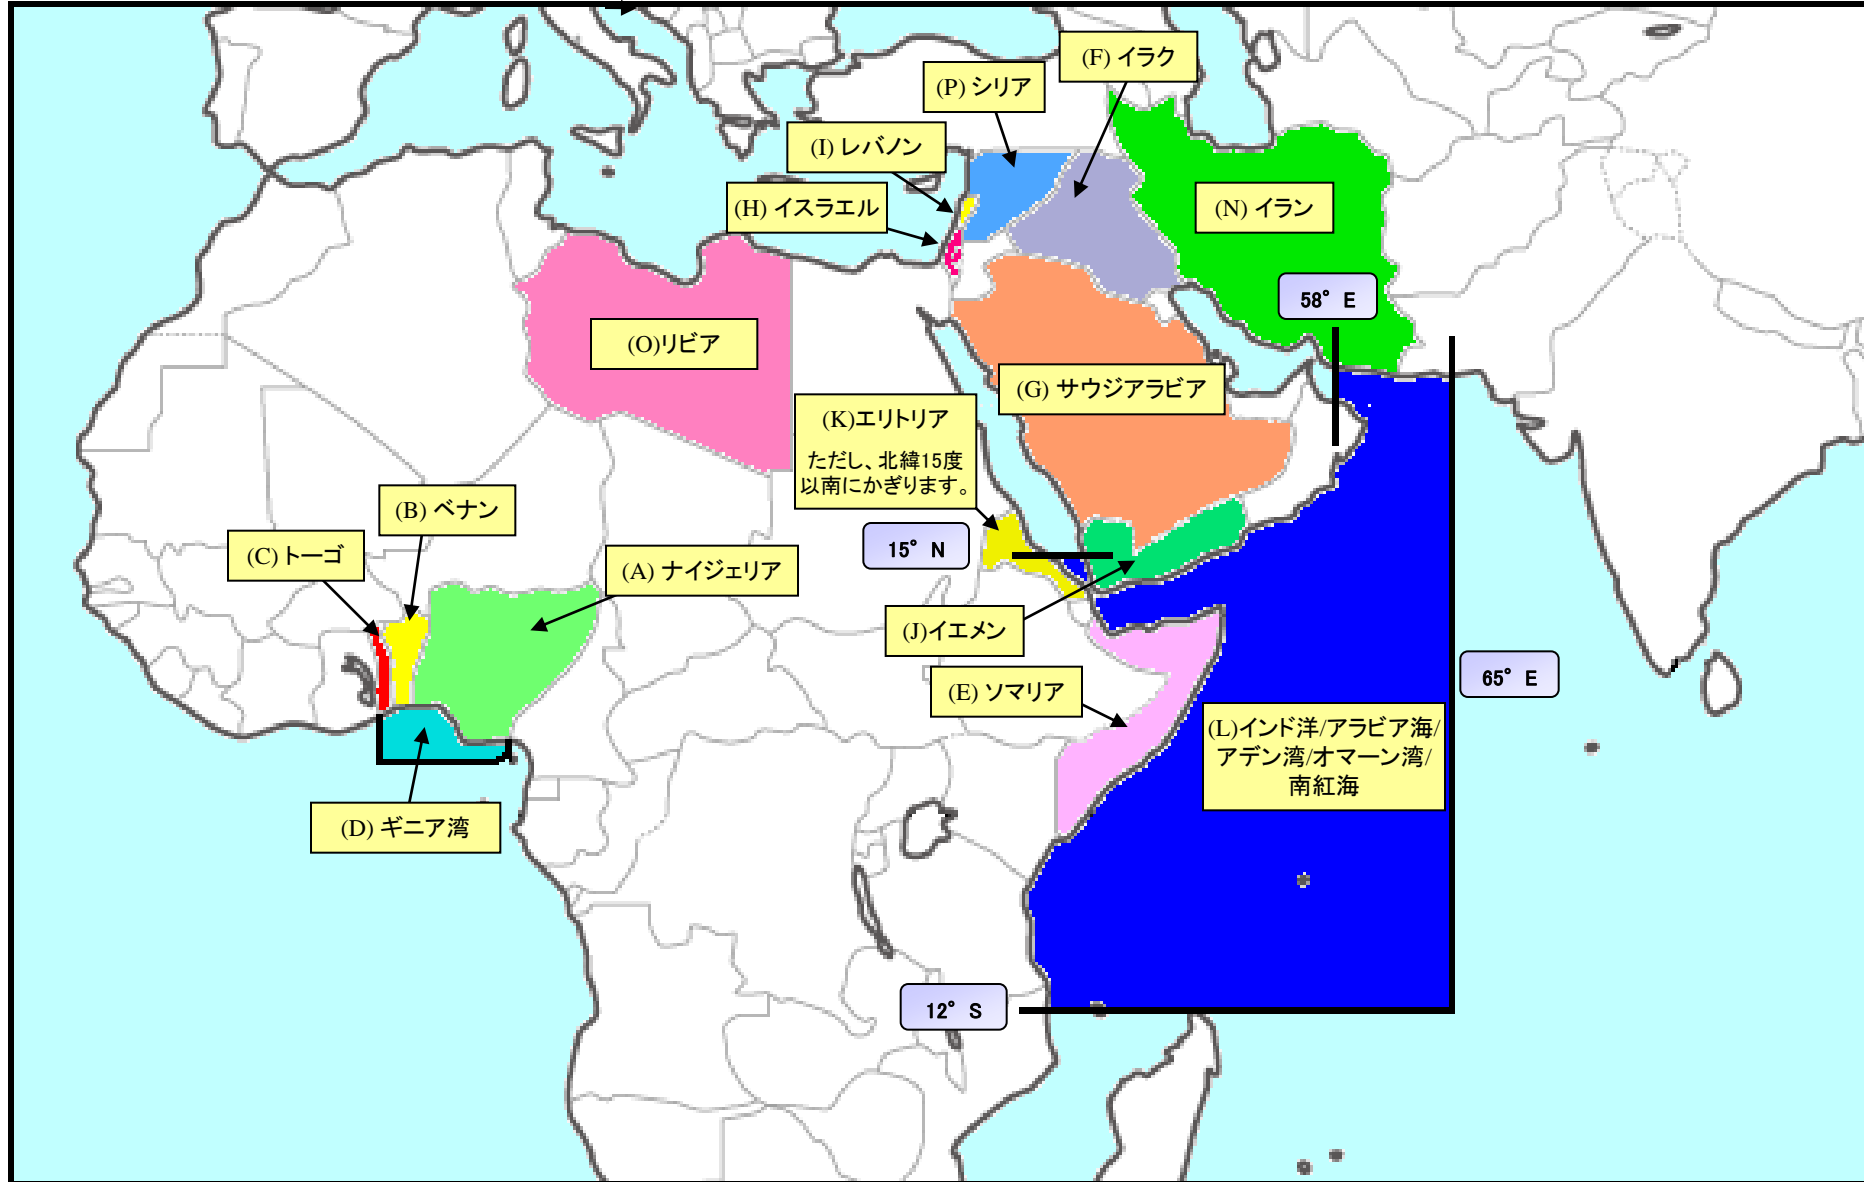 (F) イラク
(P) シリア
(I) レバノン
(H) イスラエル
(N) イラン
58° E
(O)リビア
(G) サウジアラビア
(K)エリトリア
ただし、北緯15度
以南にかぎります。
(B) ベナン
(C) トーゴ
15° N
(A) ナイジェリア
(J)イエメン
(E) ソマリア
65° E
(L)インド洋/アラビア海/
アデン湾/オマーン湾/
南紅海
(D) ギニア湾
12° S